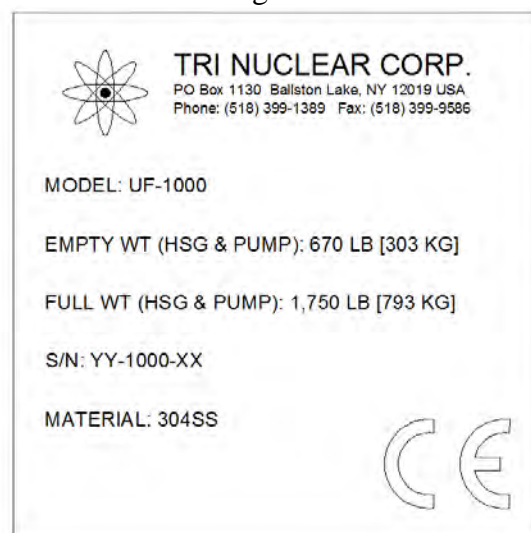 TRI NUCLEAR CORP.
PO Box 1130 Ballston Lake, NY 12019 USA
Phone: (518) 399-1389 Fax: (518) 399-9586
MODEL: UF-1000
EMPTY WT (HSG & PUMP): 670 LB [303 KG]
FULL WT (HSG & PUMP): 1,750 LB [793 KG]
S/N: YY-1000-XX
MATERIAL: 304SS
CE